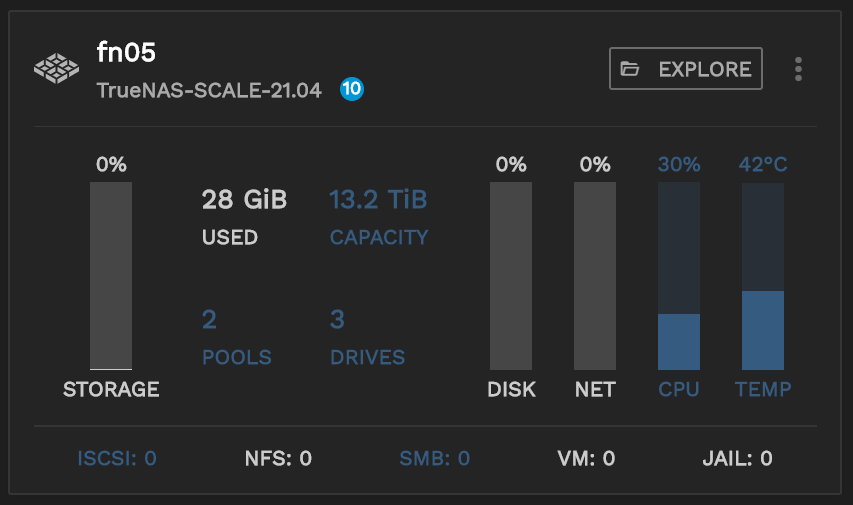 fn05
TrueNAS-SCALE-21.04 10
EXPLORE
0%
28 GiB
USED
13.2 TiB
CAPACITY
2
POOLS
3
DRIVES
STORAGE
0% 0% 30% 42°C
DISK NET CPU TEMP
ISCSI: 0 NFS: 0 SMB: 0 VM: 0 JAIL: 0